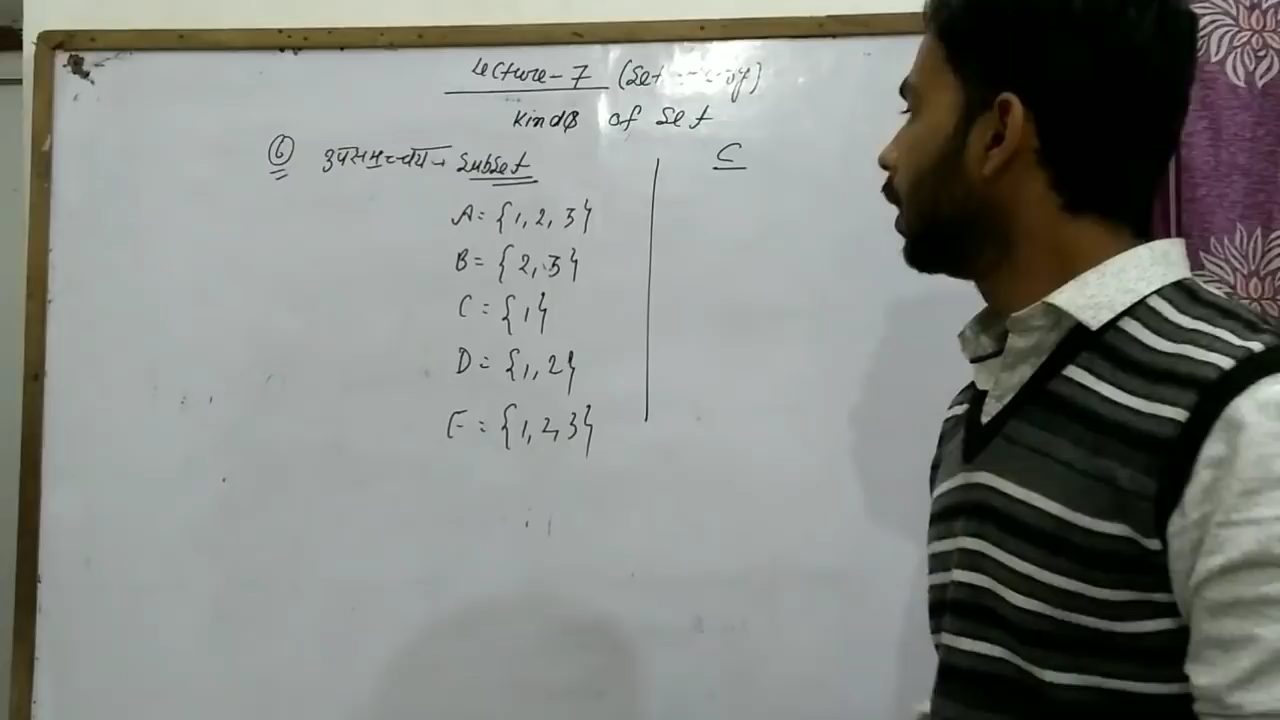 Lecture-7 (Set
Kinds of Set
6 उपसमुच्चय → Subset
⊆
A = {1, 2, 3}
B = {2, 3}
C = {1}
D = {1, 2}
E = {1, 2, 3}